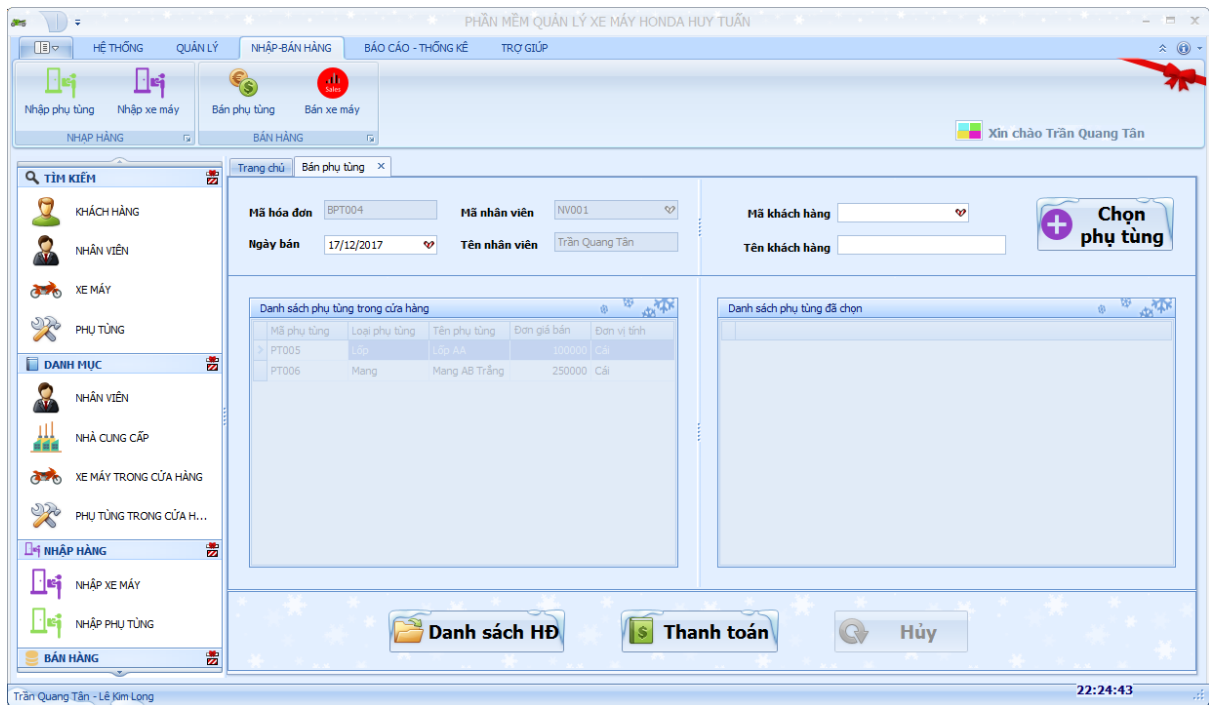 PHẦN MỀM QUẢN LÝ XE MÁY HONDA HUY TUẤN
HỆ THỐNG QUẢN LÝ NHẬP-BÁN HÀNG BÁO CÁO - THỐNG KÊ TRỢ GIÚP
Nhập phụ tùng Nhập xe máy Bán phụ tùng Sales Bán xe máy
NHẬP HÀNG BÁN HÀNG
Xin chào Trần Quang Tân
TÌM KIẾM
KHÁCH HÀNG
NHÂN VIÊN
XE MÁY
PHỤ TÙNG
DANH MỤC
NHÂN VIÊN
NHÀ CUNG CẤP
XE MÁY TRONG CỬA HÀNG
PHỤ TÙNG TRONG CỬA H...
NHẬP HÀNG
NHẬP XE MÁY
NHẬP PHỤ TÙNG
BÁN HÀNG
Trang chủ Bán phụ tùng
Mã hóa đơn BPT004 Mã nhân viên NV001 Mã khách hàng
Ngày bán 17/12/2017 Tên nhân viên Trần Quang Tân Tên khách hàng
Chọn
phụ tùng
Danh sách phụ tùng trong cửa hàng
Mã phụ tùng Loại phụ tùng Tên phụ tùng Đơn giá bán Đơn vị tính
PT005 Lốp Lốp AA 100000 Cái
PT006 Mang Mang AB Trắng 250000 Cái
Danh sách phụ tùng đã chọn
Danh sách HĐ Thanh toán Hủy
Trần Quang Tân - Lê Kim Long 22:24:43